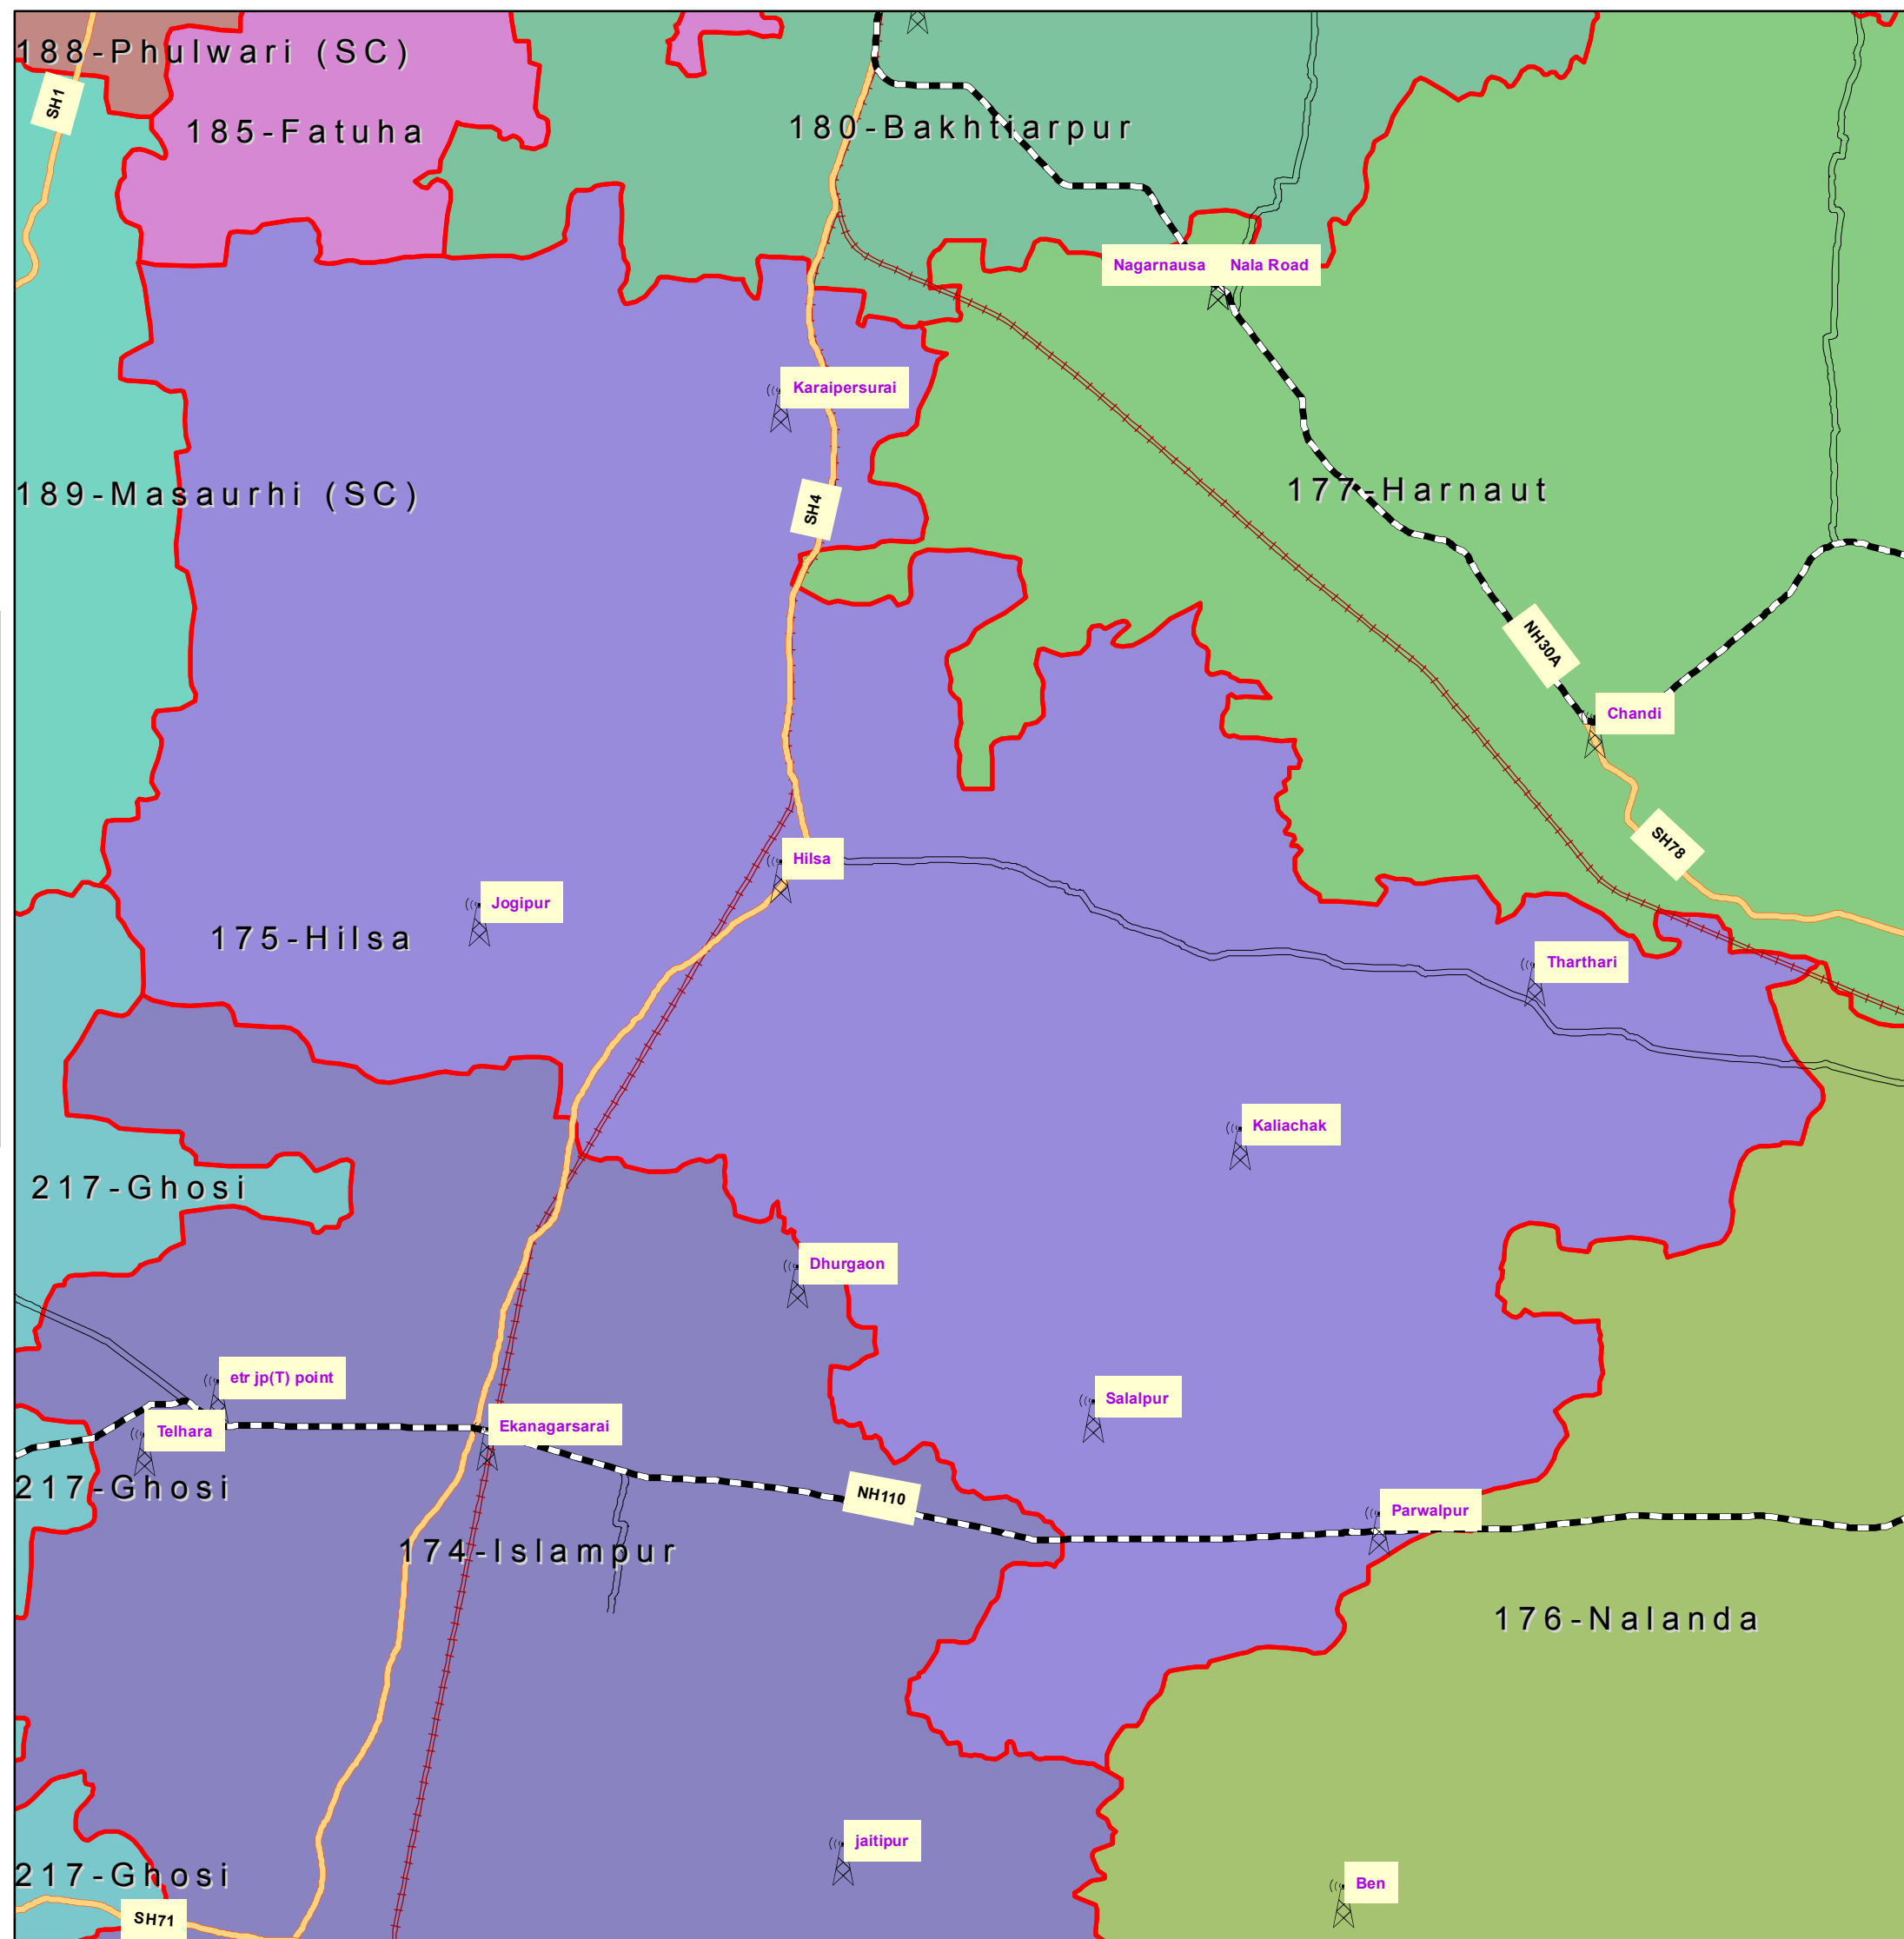 188-Phulwari (SC)
SH1
185-Fatuha
180-Bakhtiarpur
Nagarnausa
Nala Road
Karaipersurai
189-Masaurhi (SC)
SH4
177-Harnaut
NH30A
Chandi
SH78
Hilsa
Jogipur
175-Hilsa
Tharthari
Kaliachak
217-Ghosi
Dhurgaon
etr jp(T) point
Salalpur
Telhara
Ekanagarsarai
217-Ghosi
NH110
Parwalpur
174-Islampur
176-Nalanda
jaitipur
217-Ghosi
Ben
SH71